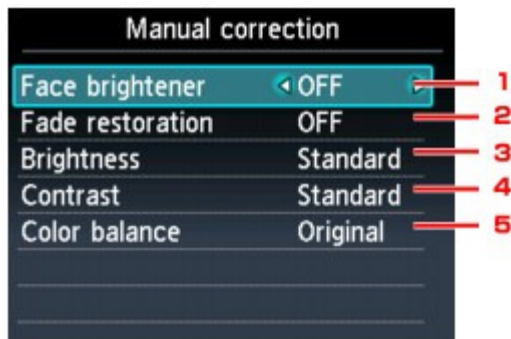 Manual correction
Face brightener OFF 1
Fade restoration OFF 2
Brightness Standard 3
Contrast Standard 4
Color balance Original 5